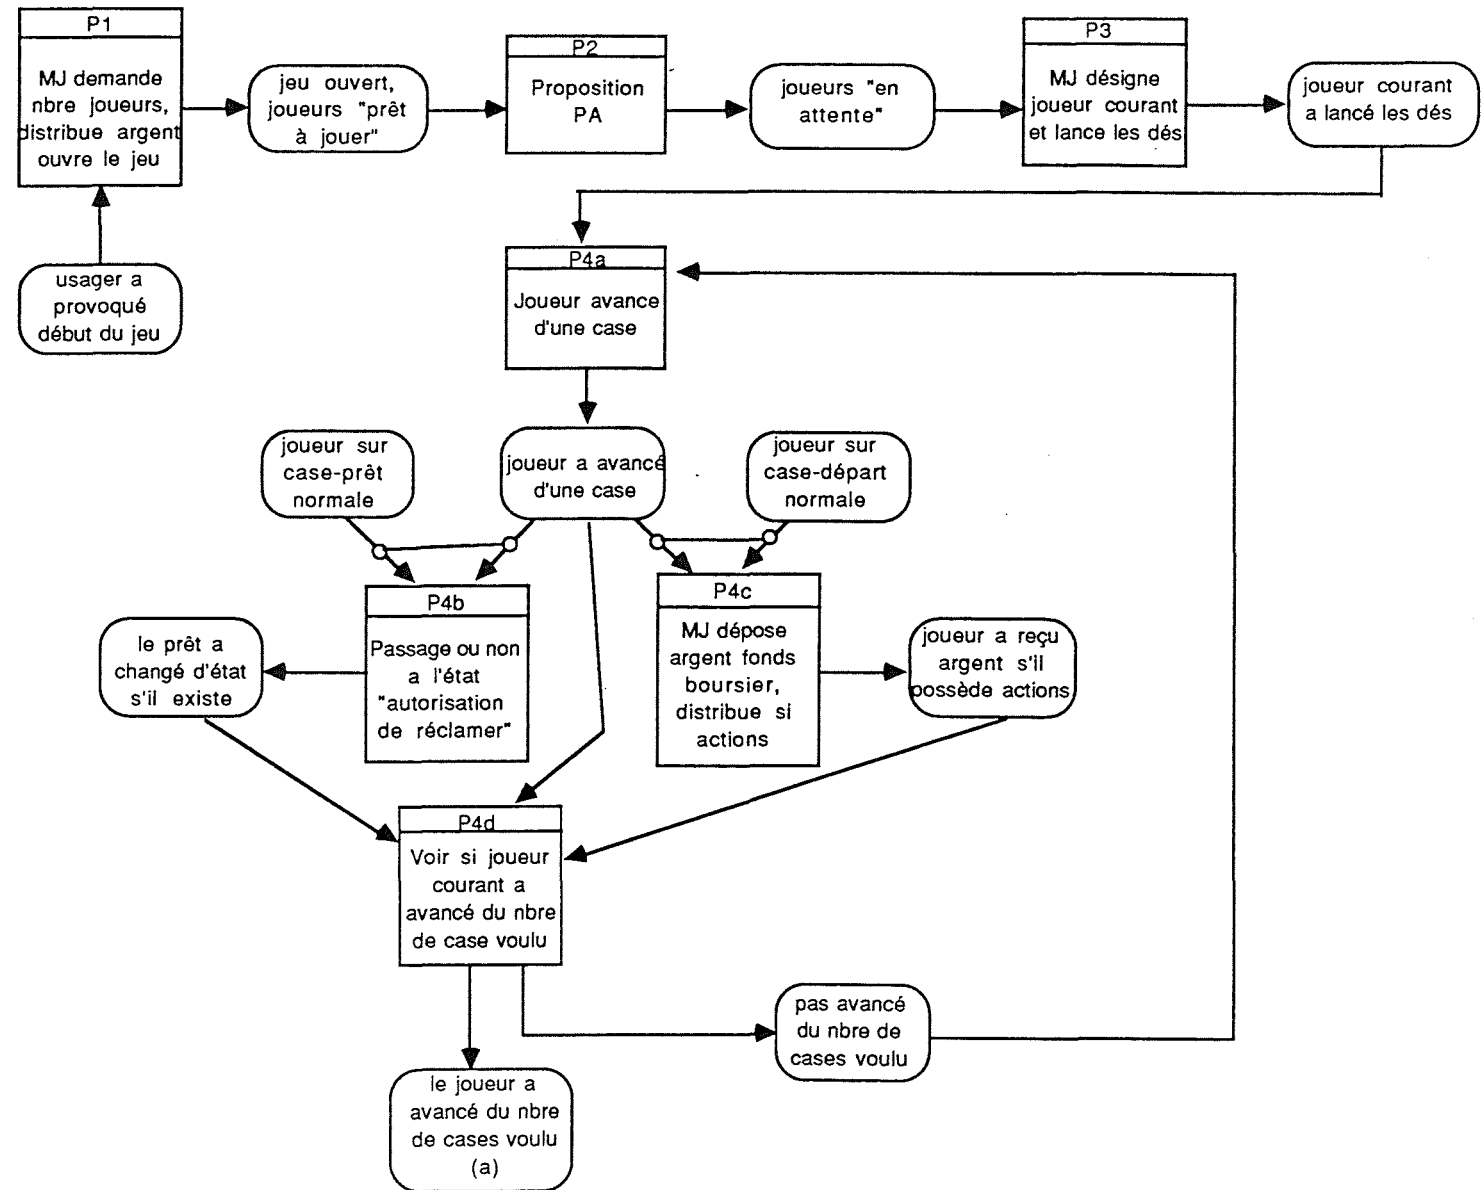 P1
MJ demande
nbre joueurs,
distribue argent
ouvre le jeu
jeu ouvert,
joueurs "prêt
à jouer"
P2
Proposition
PA
joueurs "en
attente"
P3
MJ désigne
joueur courant
et lance les dés
joueur courant
a lancé les dés
usager a
provoqué
début du jeu
P4a
Joueur avance
d'une case
joueur sur
case-prêt
normale
joueur a avancé
d'une case
joueur sur
case-départ
normale
P4b
Passage ou non
a l'état
"autorisation
de réclamer"
P4c
MJ dépose
argent fonds
boursier,
distribue si
actions
le prêt a
changé d'état
s'il existe
joueur a reçu
argent s'il
possède actions
P4d
Voir si joueur
courant a
avancé du nbre
de case voulu
pas avancé
du nbre de
cases voulu
le joueur a
avancé du nbre
de cases voulu
(a)